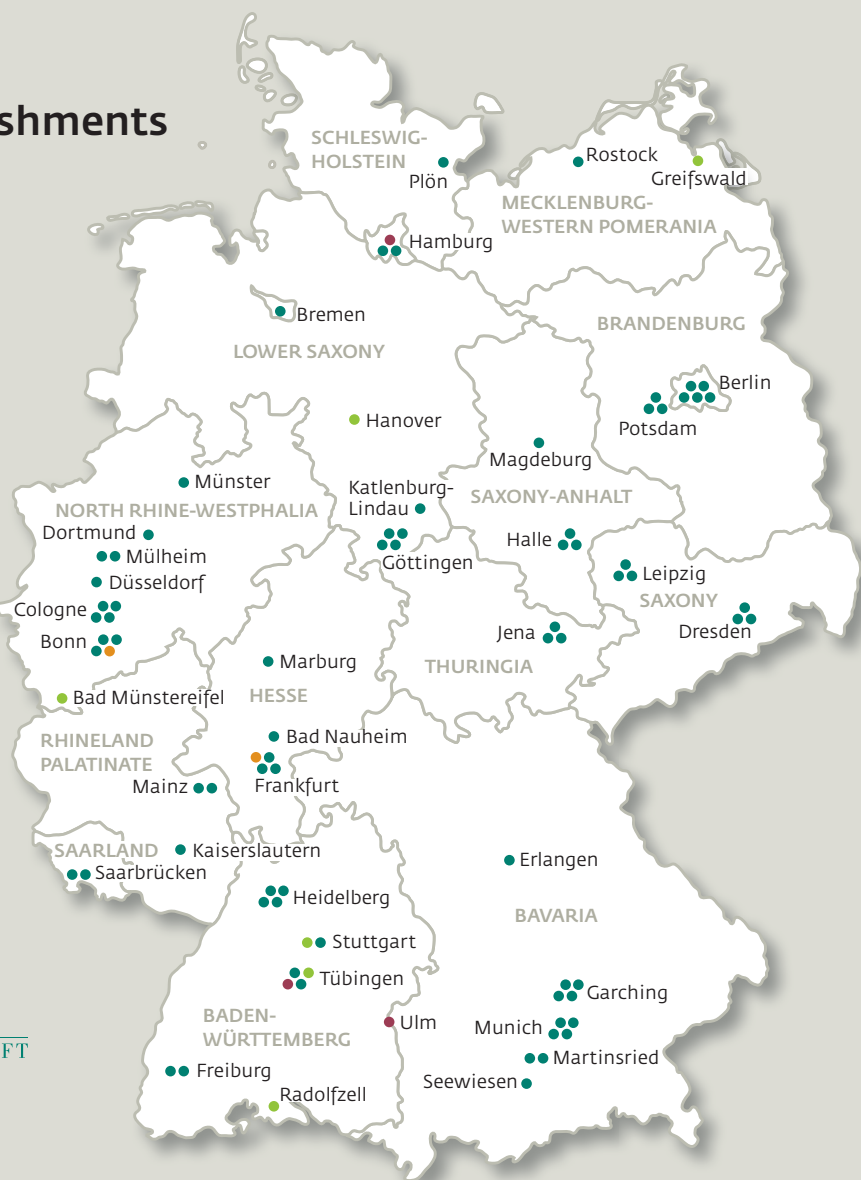 shments
SCHLESWIG-
HOLSTEIN
Plön
Rostock
Greifswald
MECKLENBURG-
WESTERN POMERANIA
Hamburg
Bremen
LOWER SAXONY
BRANDENBURG
Berlin
Potsdam
Hanover
Magdeburg
Münster
Katlenburg-
Lindau
SAXONY-ANHALT
NORTH RHINE-WESTPHALIA
Dortmund
Mülheim
Göttingen
Halle
Düsseldorf
Leipzig
SAXONY
Cologne
Dresden
Bonn
Jena
Marburg
THURINGIA
HESSE
Bad Münstereifel
RHINELAND
PALATINATE
Bad Nauheim
Frankfurt
Mainz
SAARLAND
Kaiserslautern
Saarbrücken
Erlangen
Heidelberg
BAVARIA
Stuttgart
Tübingen
Garching
BADEN-
WÜRTTEMBERG
Ulm
Munich
FT
Martinsried
Freiburg
Seewiesen
Radolfzell